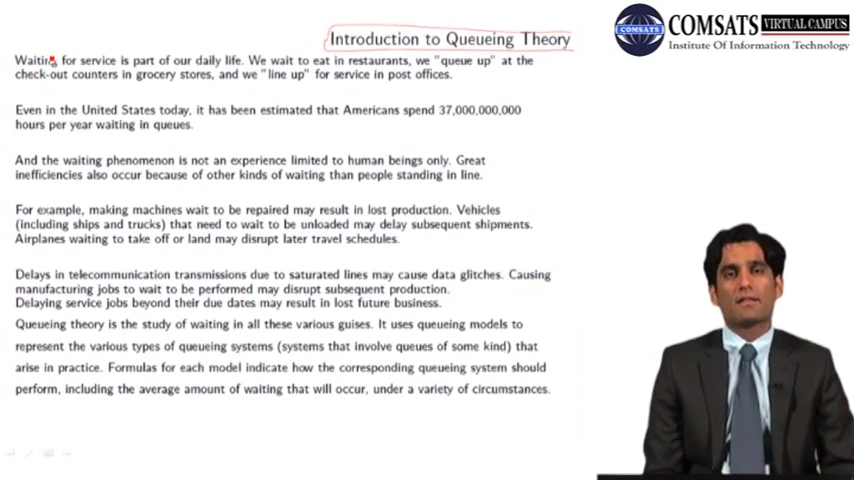 Introduction to Queueing Theory
COMSATS VIRTUAL CAMPUS
Institute Of Information Technology
COMSATS
Waiting for service is part of our daily life. We wait to eat in restaurants, we "queue up" at the
check-out counters in grocery stores, and we "line up" for service in post offices.
Even in the United States today, it has been estimated that Americans spend 37,000,000,000
hours per year waiting in queues.
And the waiting phenomenon is not an experience limited to human beings only. Great
inefficiencies also occur because of other kinds of waiting than people standing in line.
For example, making machines wait to be repaired may result in lost production. Vehicles
(including ships and trucks) that need to wait to be unloaded may delay subsequent shipments.
Airplanes waiting to take off or land may disrupt later travel schedules.
Delays in telecommunication transmissions due to saturated lines may cause data glitches. Causing
manufacturing jobs to wait to be performed may disrupt subsequent production.
Delaying service jobs beyond their due dates may result in lost future business.
Queueing theory is the study of waiting in all these various guises. It uses queueing models to
represent the various types of queueing systems (systems that involve queues of some kind) that
arise in practice. Formulas for each model indicate how the corresponding queueing system should
perform, including the average amount of waiting that will occur, under a variety of circumstances.